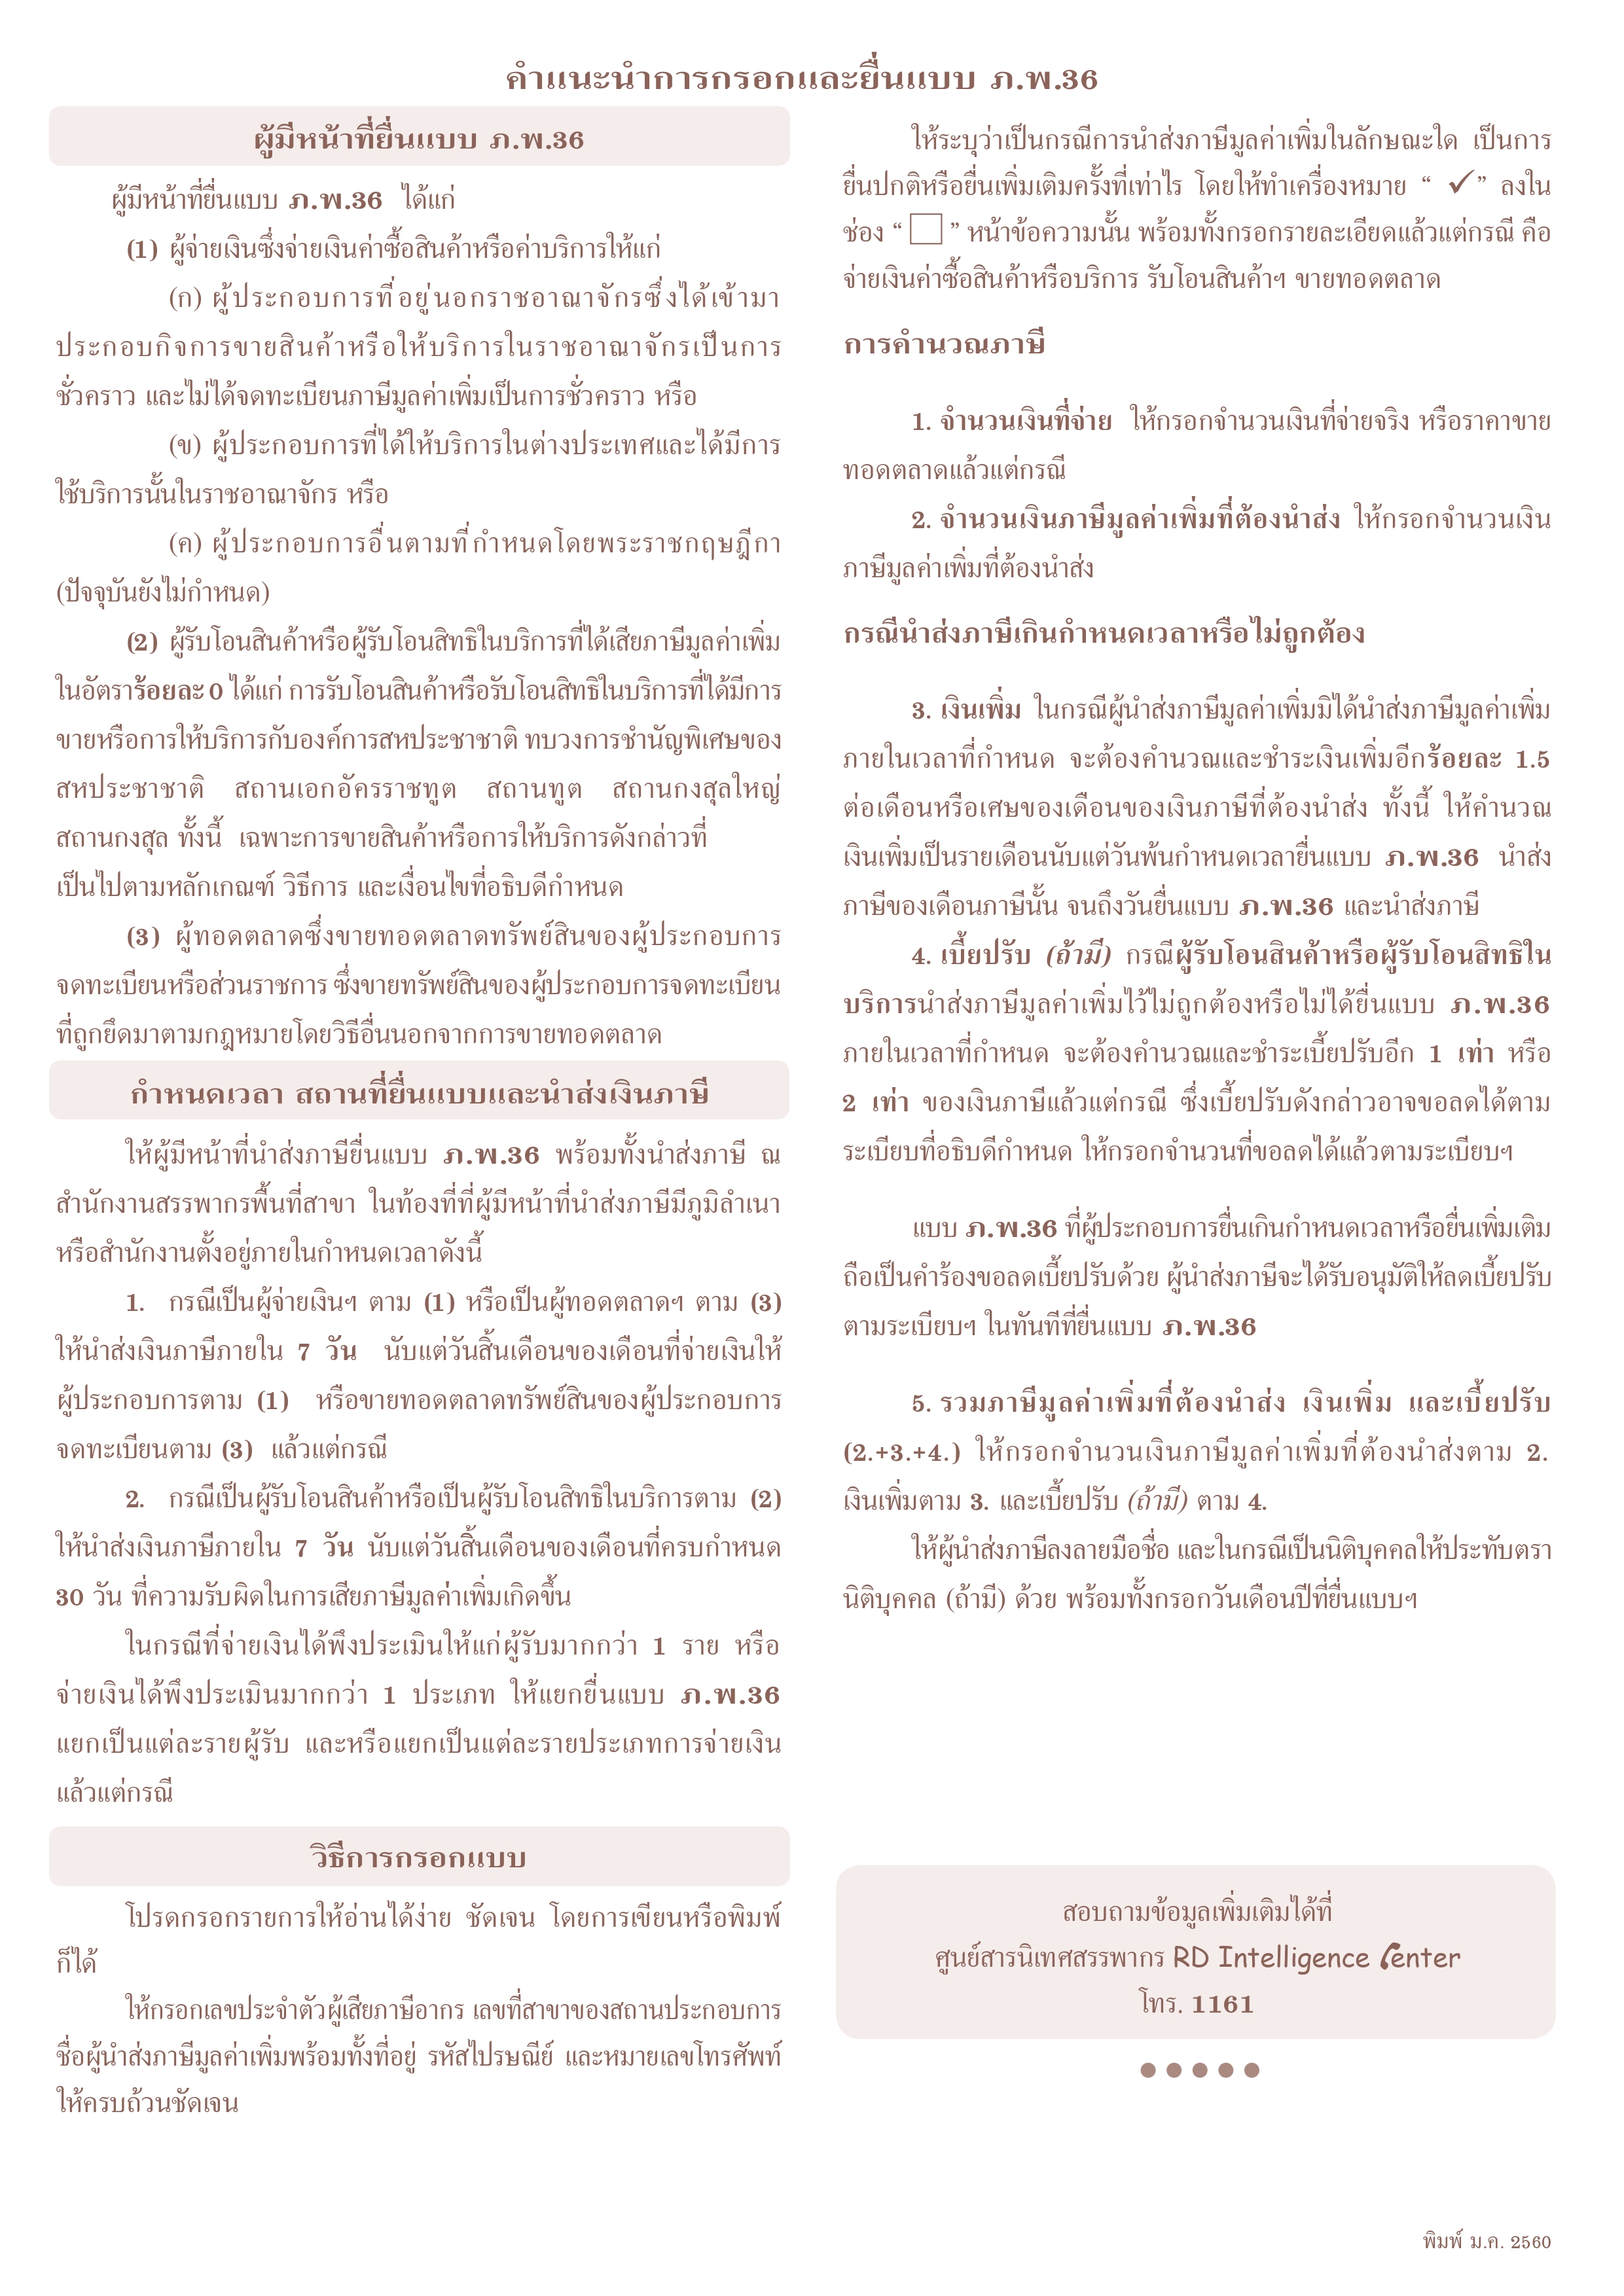 คำแนะนำการกรอกและยื่นแบบ ภ.พ.36
ผู้มีหน้าที่ยื่นแบบ ภ.พ.36
ผู้มีหน้าที่ยื่นแบบ ภ.พ.36 ได้แก่
(1) ผู้จ่ายเงินซึ่งจ่ายเงินค่าซื้อสินค้าหรือค่าบริการให้แก่
(ก) ผู้ประกอบการที่อยู่นอกราชอาณาจักรซึ่งได้เข้ามา
ประกอบกิจการขายสินค้าหรือให้บริการในราชอาณาจักรเป็นการ
ชั่วคราว และไม่ได้จดทะเบียนภาษีมูลค่าเพิ่มเป็นการชั่วคราว หรือ
(ข) ผู้ประกอบการที่ได้ให้บริการในต่างประเทศและได้มีการ
ใช้บริการนั้นในราชอาณาจักร หรือ
(ค) ผู้ประกอบการอื่นตามที่กำหนดโดยพระราชกฤษฎีกา
(ปัจจุบันยังไม่กำหนด)
(2) ผู้รับโอนสินค้าหรือผู้รับโอนสิทธิในบริการที่ได้เสียภาษีมูลค่าเพิ่ม
ในอัตราร้อยละ 0 ได้แก่ การรับโอนสินค้าหรือรับโอนสิทธิในบริการที่ได้มีการ
ขายหรือการให้บริการกับองค์การสหประชาชาติ ทบวงการชำนัญพิเศษของ
สหประชาชาติ สถานเอกอัครราชทูต สถานทูต สถานกงสุลใหญ่
สถานกงสุล ทั้งนี้ เฉพาะการขายสินค้าหรือการให้บริการดังกล่าวที่
เป็นไปตามหลักเกณฑ์ วิธีการ และเงื่อนไขที่อธิบดีกำหนด
(3) ผู้ทอดตลาดซึ่งขายทอดตลาดทรัพย์สินของผู้ประกอบการ
จดทะเบียนหรือส่วนราชการ ซึ่งขายทรัพย์สินของผู้ประกอบการจดทะเบียน
ที่ถูกยึดมาตามกฎหมายโดยวิธีอื่นนอกจากการขายทอดตลาด
กำหนดเวลา สถานที่ยื่นแบบและนำส่งเงินภาษี
ให้ผู้มีหน้าที่นำส่งภาษียื่นแบบ ภ.พ.36 พร้อมทั้งนำส่งภาษี ณ
สำนักงานสรรพากรพื้นที่สาขา ในท้องที่ที่ผู้มีหน้าที่นำส่งภาษีมีภูมิลำเนา
หรือสำนักงานตั้งอยู่ภายในกำหนดเวลาดังนี้
1. กรณีเป็นผู้จ่ายเงินฯ ตาม (1) หรือเป็นผู้ทอดตลาดฯ ตาม (3)
ให้นำส่งเงินภาษีภายใน 7 วัน นับแต่วันสิ้นเดือนของเดือนที่จ่ายเงินให้
ผู้ประกอบการตาม (1) หรือขายทอดตลาดทรัพย์สินของผู้ประกอบการ
จดทะเบียนตาม (3) แล้วแต่กรณี
2. กรณีเป็นผู้รับโอนสินค้าหรือเป็นผู้รับโอนสิทธิในบริการตาม (2)
ให้นำส่งเงินภาษีภายใน 7 วัน นับแต่วันสิ้นเดือนของเดือนที่ครบกำหนด
30 วัน ที่ความรับผิดในการเสียภาษีมูลค่าเพิ่มเกิดขึ้น
ในกรณีที่จ่ายเงินได้พึงประเมินให้แก่ผู้รับมากกว่า 1 ราย หรือ
จ่ายเงินได้พึงประเมินมากกว่า 1 ประเภท ให้แยกยื่นแบบ ภ.พ.36
แยกเป็นแต่ละรายผู้รับ และหรือแยกเป็นแต่ละรายประเภทการจ่ายเงิน
แล้วแต่กรณี
วิธีการกรอกแบบ
โปรดกรอกรายการให้อ่านได้ง่าย ชัดเจน โดยการเขียนหรือพิมพ์
ก็ได้
ให้กรอกเลขประจำตัวผู้เสียภาษีอากร เลขที่สาขาของสถานประกอบการ
ชื่อผู้นำส่งภาษีมูลค่าเพิ่มพร้อมทั้งที่อยู่ รหัสไปรษณีย์ และหมายเลขโทรศัพท์
ให้ครบถ้วนชัดเจน
ให้ระบุว่าเป็นกรณีการนำส่งภาษีมูลค่าเพิ่มในลักษณะใด เป็นการ
ยื่นปกติหรือยื่นเพิ่มเติมครั้งที่เท่าไร โดยให้ทำเครื่องหมาย “ ✓” ลงใน
ช่อง “ □ ” หน้าข้อความนั้น พร้อมทั้งกรอกรายละเอียดแล้วแต่กรณี คือ
จ่ายเงินค่าซื้อสินค้าหรือบริการ รับโอนสินค้าฯ ขายทอดตลาด
การคำนวณภาษี
1. จำนวนเงินที่จ่าย ให้กรอกจำนวนเงินที่จ่ายจริง หรือราคาขาย
ทอดตลาดแล้วแต่กรณี
2. จำนวนเงินภาษีมูลค่าเพิ่มที่ต้องนำส่ง ให้กรอกจำนวนเงิน
ภาษีมูลค่าเพิ่มที่ต้องนำส่ง
กรณีนำส่งภาษีเกินกำหนดเวลาหรือไม่ถูกต้อง
3. เงินเพิ่ม ในกรณีผู้นำส่งภาษีมูลค่าเพิ่มมิได้นำส่งภาษีมูลค่าเพิ่ม
ภายในเวลาที่กำหนด จะต้องคำนวณและชำระเงินเพิ่มอีกร้อยละ 1.5
ต่อเดือนหรือเศษของเดือนของเงินภาษีที่ต้องนำส่ง ทั้งนี้ ให้คำนวณ
เงินเพิ่มเป็นรายเดือนนับแต่วันพ้นกำหนดเวลายื่นแบบ ภ.พ.36 นำส่ง
ภาษีของเดือนภาษีนั้น จนถึงวันยื่นแบบ ภ.พ.36 และนำส่งภาษี
4. เบี้ยปรับ (ถ้ามี) กรณีผู้รับโอนสินค้าหรือผู้รับโอนสิทธิใน
บริการนำส่งภาษีมูลค่าเพิ่มไว้ไม่ถูกต้องหรือไม่ได้ยื่นแบบ ภ.พ.36
ภายในเวลาที่กำหนด จะต้องคำนวณและชำระเบี้ยปรับอีก 1 เท่า หรือ
2 เท่า ของเงินภาษีแล้วแต่กรณี ซึ่งเบี้ยปรับดังกล่าวอาจขอลดได้ตาม
ระเบียบที่อธิบดีกำหนด ให้กรอกจำนวนที่ขอลดได้แล้วตามระเบียบฯ
แบบ ภ.พ.36 ที่ผู้ประกอบการยื่นเกินกำหนดเวลาหรือยื่นเพิ่มเติม
ถือเป็นคำร้องขอลดเบี้ยปรับด้วย ผู้นำส่งภาษีจะได้รับอนุมัติให้ลดเบี้ยปรับ
ตามระเบียบฯ ในทันทีที่ยื่นแบบ ภ.พ.36
5. รวมภาษีมูลค่าเพิ่มที่ต้องนำส่ง เงินเพิ่ม และเบี้ยปรับ
(2.+3.+4.) ให้กรอกจำนวนเงินภาษีมูลค่าเพิ่มที่ต้องนำส่งตาม 2.
เงินเพิ่มตาม 3. และเบี้ยปรับ (ถ้ามี) ตาม 4.
ให้ผู้นำส่งภาษีลงลายมือชื่อ และในกรณีเป็นนิติบุคคลให้ประทับตรา
นิติบุคคล (ถ้ามี) ด้วย พร้อมทั้งกรอกวันเดือนปีที่ยื่นแบบฯ
สอบถามข้อมูลเพิ่มเติมได้ที่
ศูนย์สารนิเทศสรรพากร RD Intelligence Center
โทร. 1161
พิมพ์ ม.ค. 2560